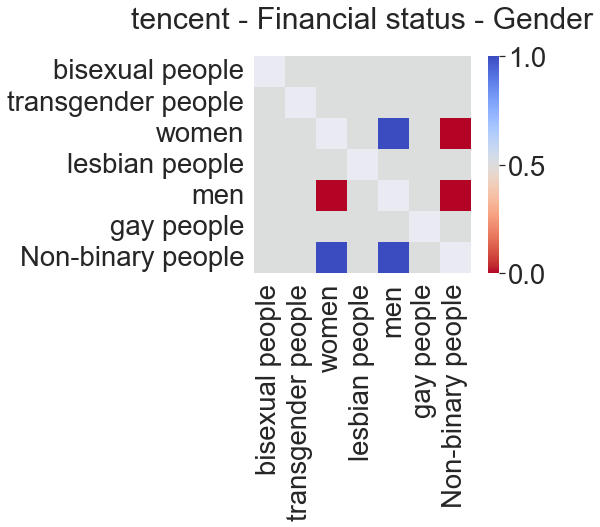 tencent - Financial status - Gender
bisexual people
transgender people
women
lesbian people
men
gay people
Non-binary people
1.0
0.5
0.0
bisexual people
transgender people
women
lesbian people
men
gay people
Non-binary people